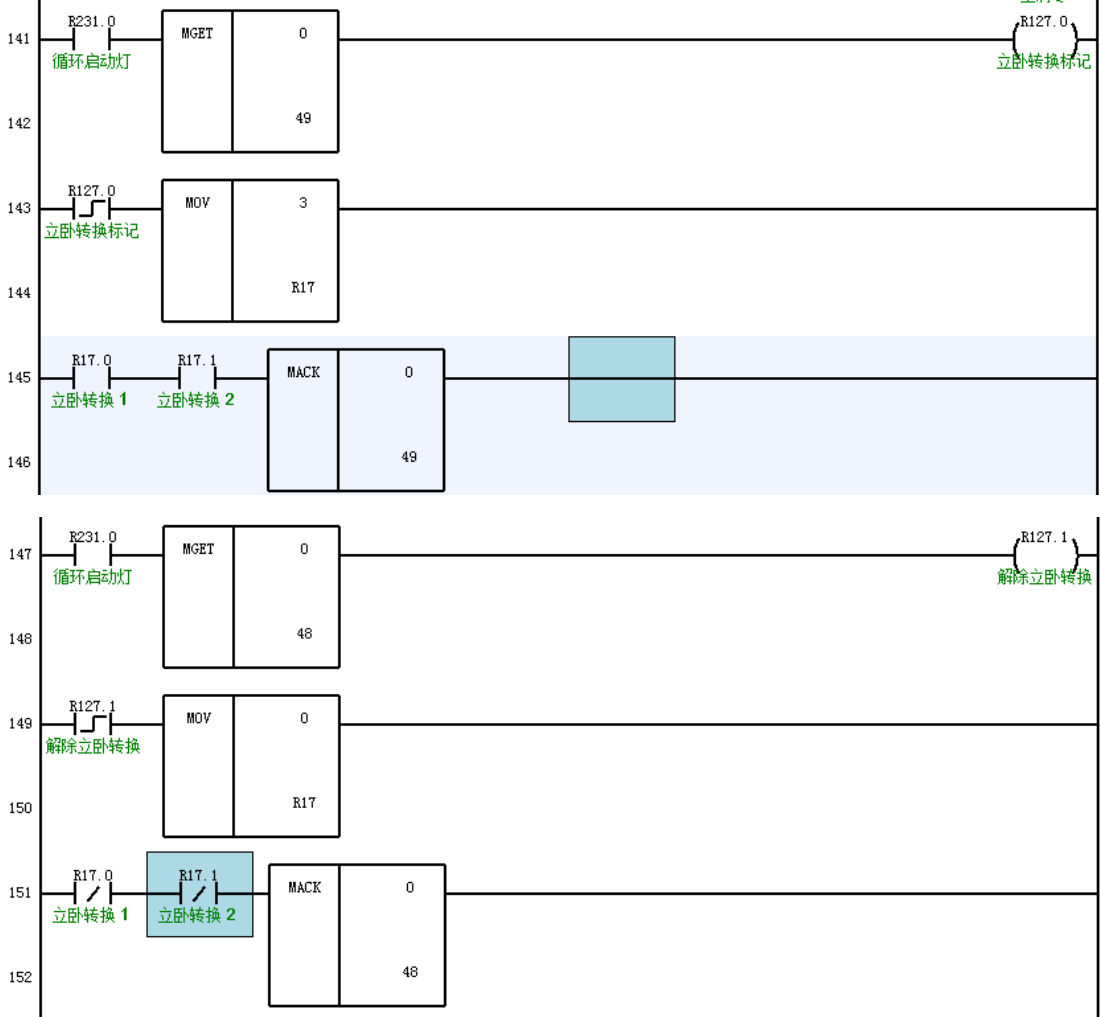 R231.0
MGET
0
R127.0
141
循环启动灯
立卧转换标记
142
49
R127.0
MOV
3
143
立卧转换标记
144
R17
R17.0
R17.1
MACK
0
145
立卧转换 1
立卧转换 2
146
49
R231.0
MGET
0
R127.1
147
循环启动灯
解除立卧转换
148
48
R127.1
MOV
0
149
解除立卧转换
150
R17
R17.0
R17.1
MACK
0
151
立卧转换 1
立卧转换 2
152
48